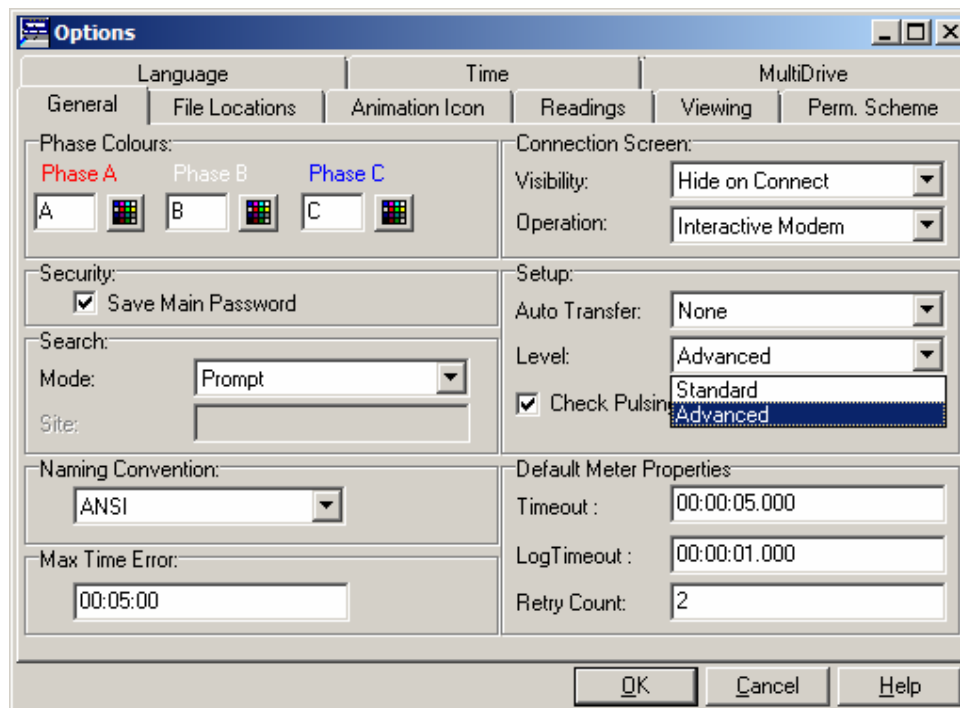 Options
Language Time MultiDrive
General File Locations Animation Icon Readings Viewing Perm. Scheme
Phase Colours:
Phase A Phase B Phase C
A B C
Security:
Save Main Password
Search:
Mode: Prompt
Site:
Naming Convention:
ANSI
Max Time Error:
00:05:00
Connection Screen:
Visibility: Hide on Connect
Operation: Interactive Modem
Setup:
Auto Transfer: None
Level: Advanced
Standard
Advanced
Check Pulsing
Default Meter Properties
Timeout : 00:00:05.000
LogTimeout : 00:00:01.000
Retry Count: 2
OK Cancel Help